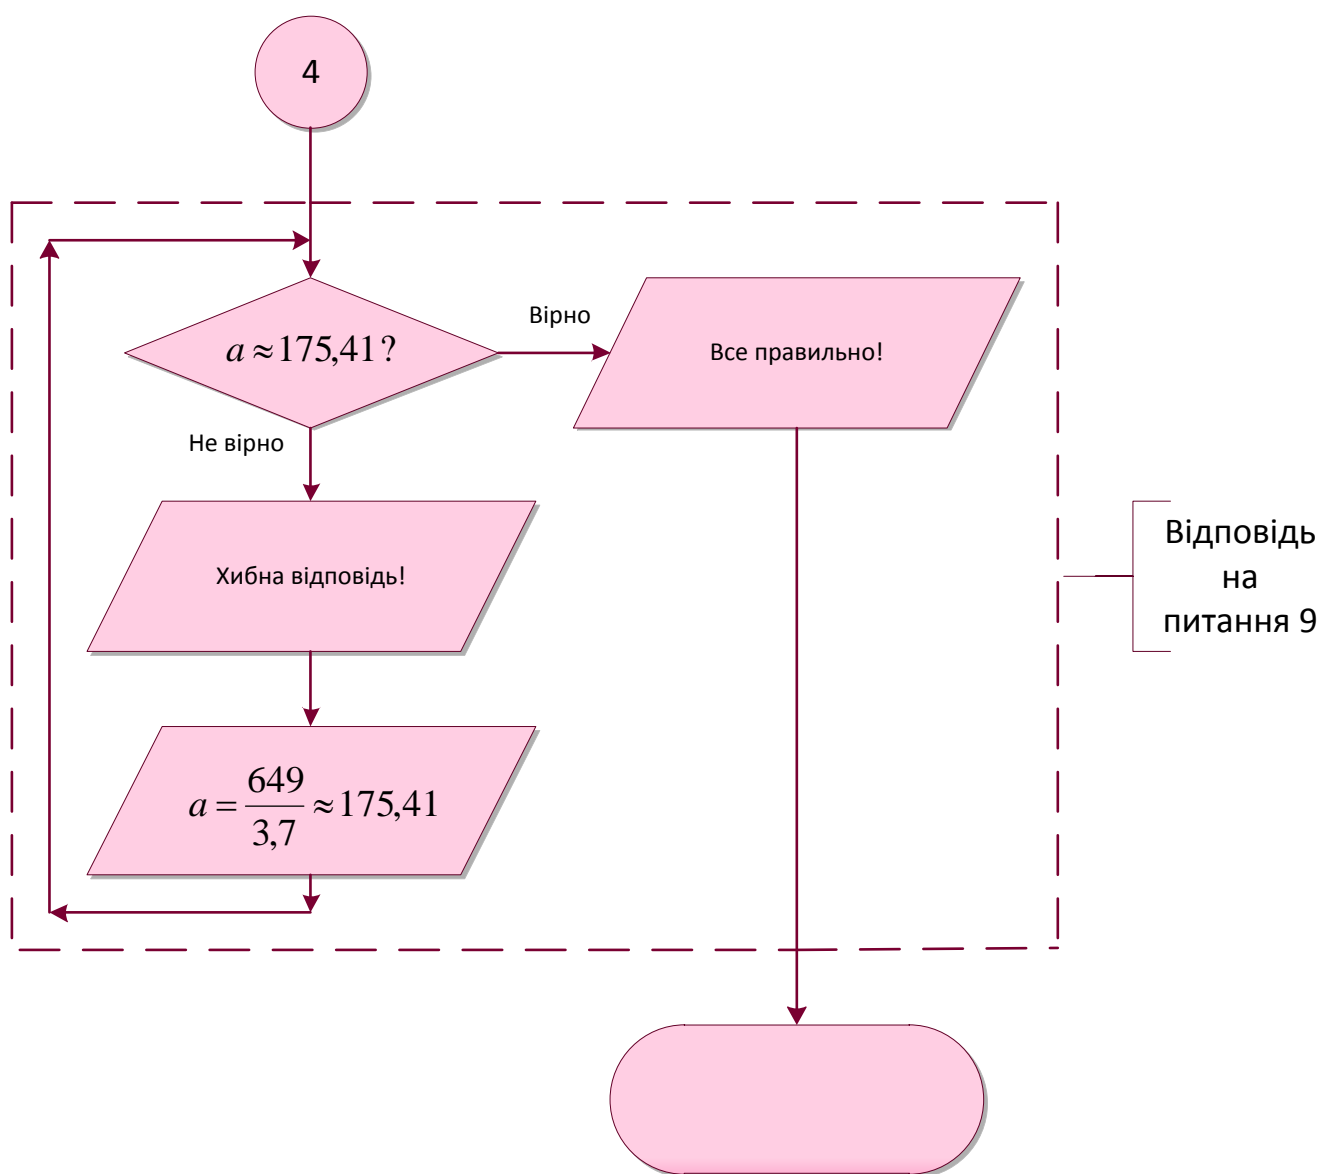 4
a ≈ 175,41 ?
Вірно
Все правильно!
Не вірно
Хибна відповідь!
a = 649/3,7 ≈ 175,41
Відповідь
на
питання 9